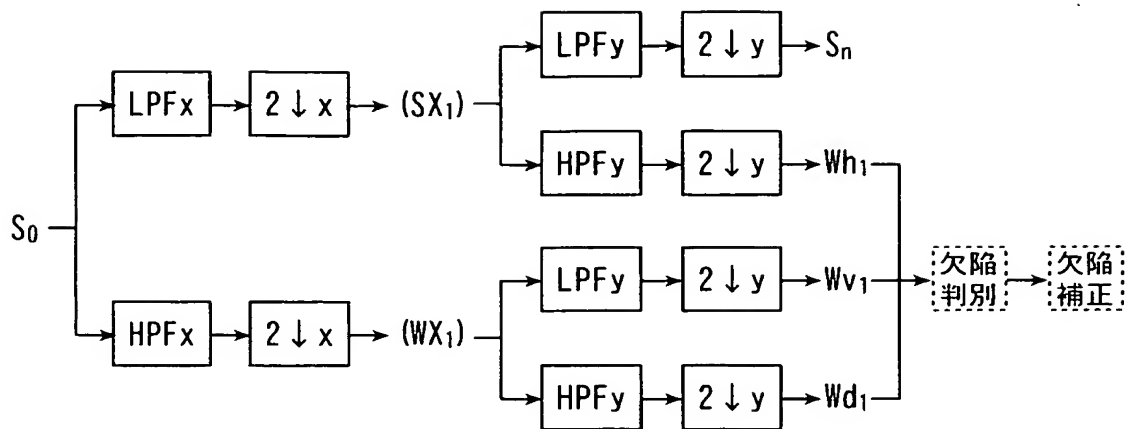 LPFy 2↓y Sn
LPFx 2↓x (SX1)
HPFy 2↓y Wh1
S0
LPFy 2↓y Wv1 欠陥判別 欠陥補正
HPFx 2↓x (WX1)
HPFy 2↓y Wd1